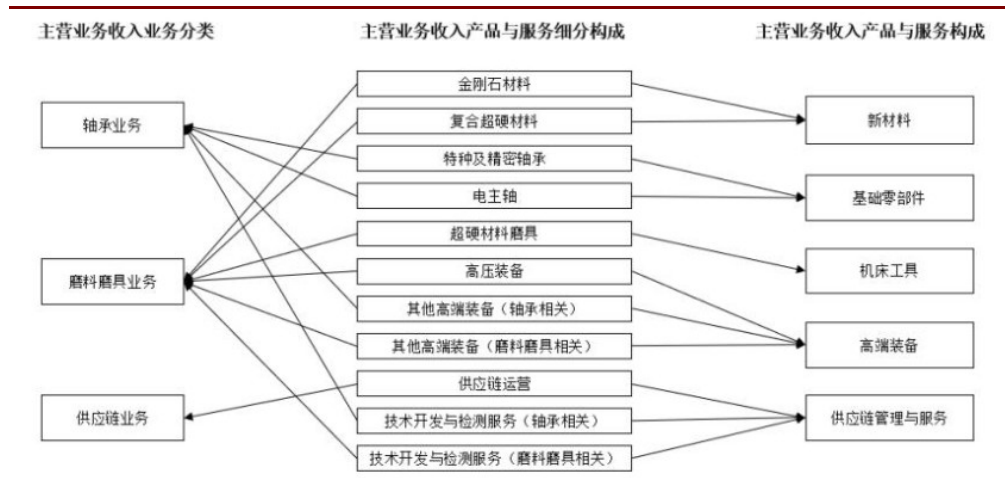 主营业务收入业务分类
主营业务收入产品与服务细分构成
主营业务收入产品与服务构成
轴承业务
磨料磨具业务
供应链业务
金刚石材料
复合超硬材料
特种及精密轴承
电主轴
超硬材料磨具
高压装备
其他高端装备（轴承相关）
其他高端装备（磨料磨具相关）
供应链运营
技术开发与检测服务（轴承相关）
技术开发与检测服务（磨料磨具相关）
新材料
基础零部件
机床工具
高端装备
供应链管理与服务